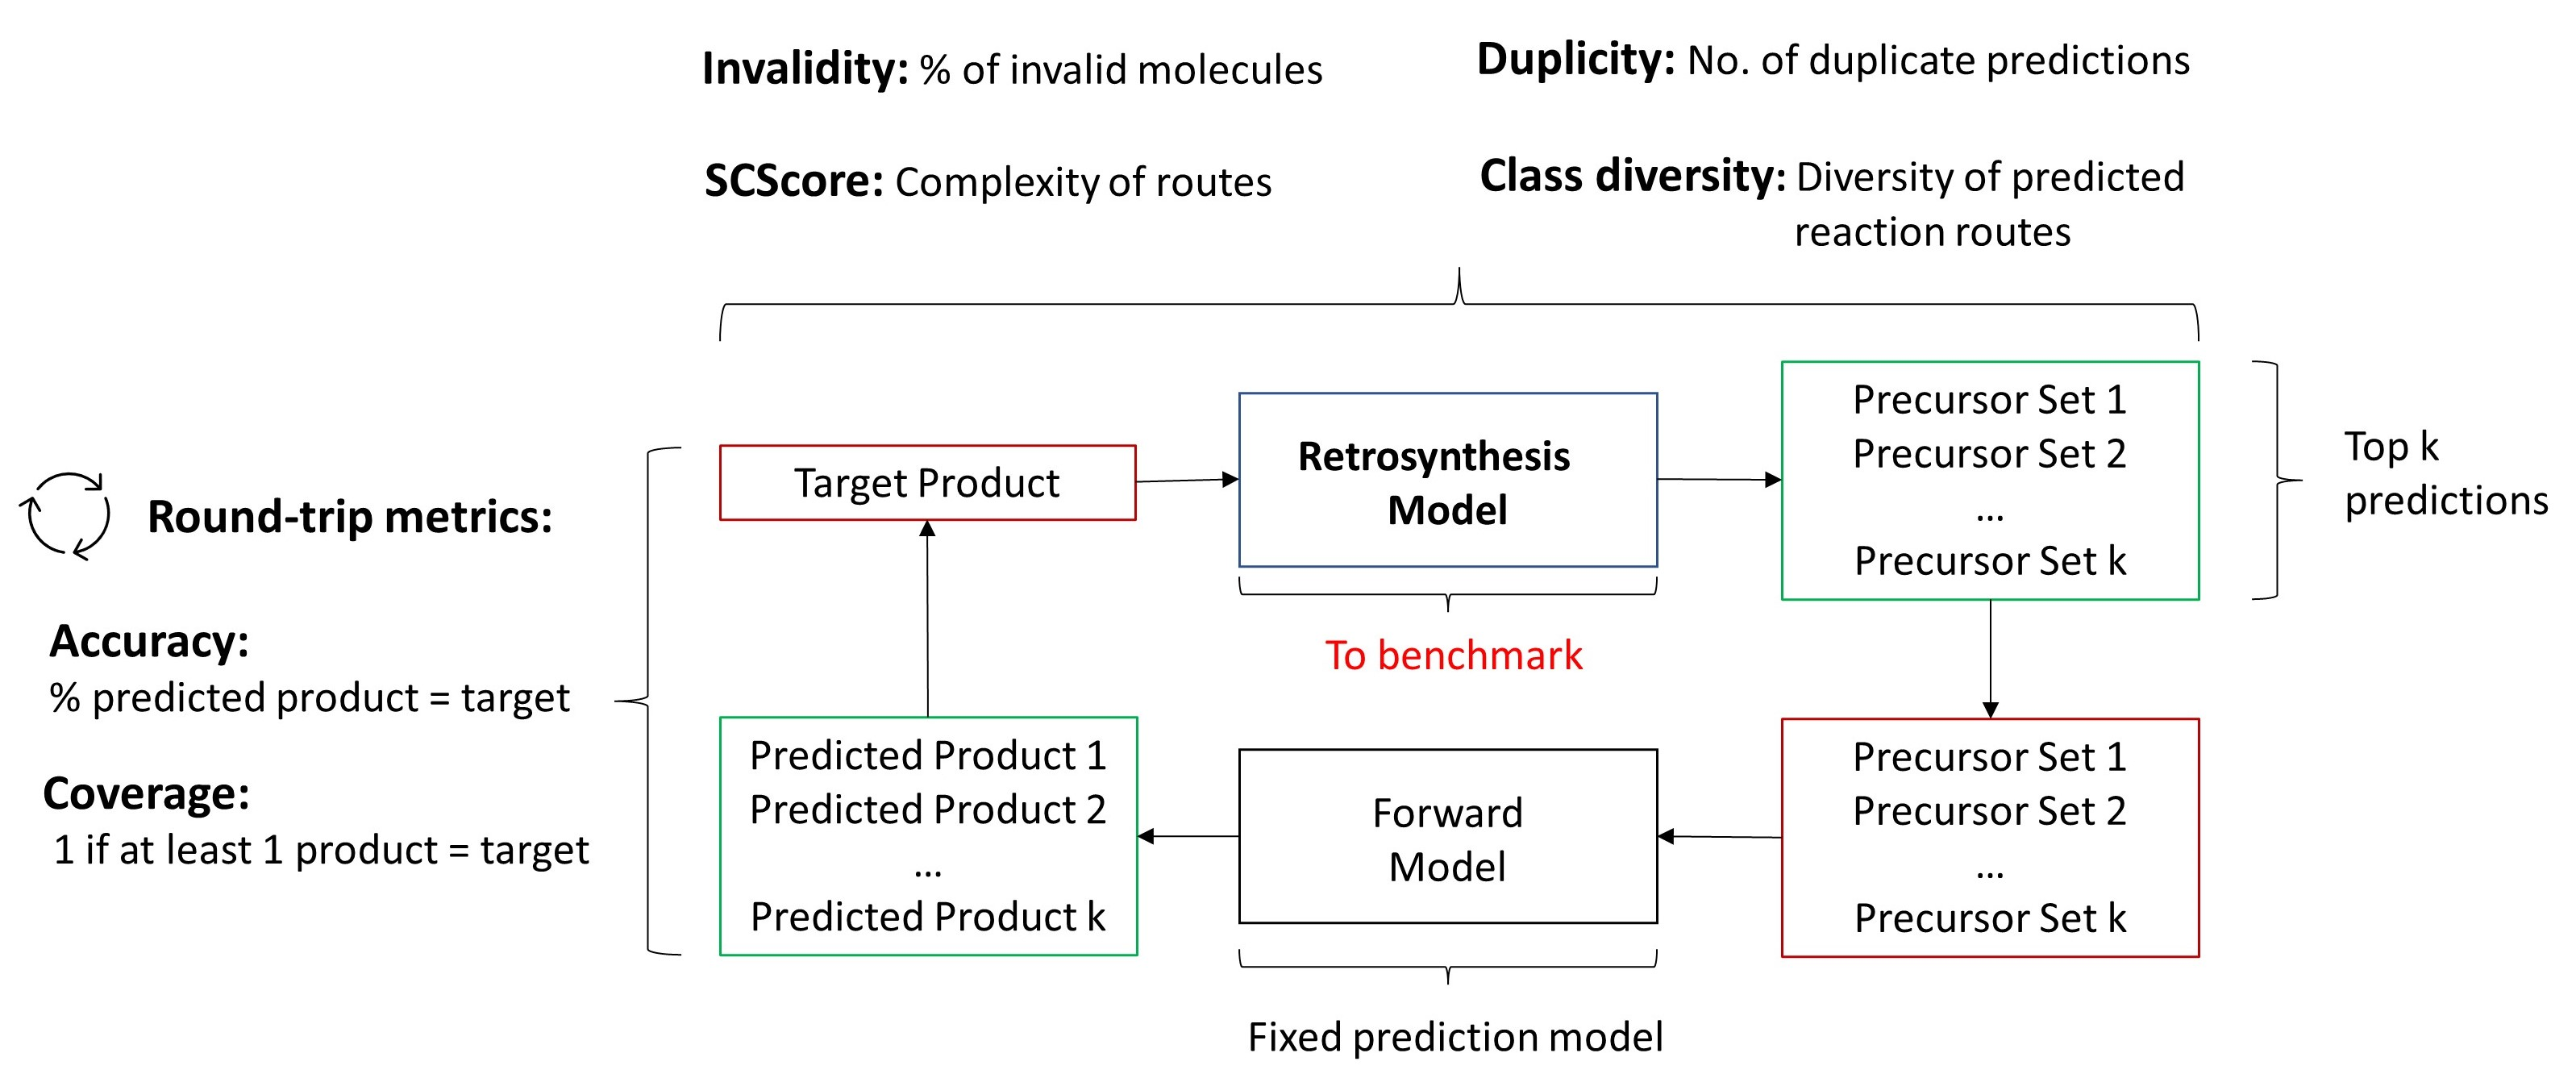 Invalidity: % of invalid molecules
Duplicity: No. of duplicate predictions
SCScore: Complexity of routes
Class diversity: Diversity of predicted
reaction routes
Round-trip metrics:
Accuracy:
% predicted product = target
Coverage:
1 if at least 1 product = target
Target Product
Retrosynthesis
Model
To benchmark
Precursor Set 1
Precursor Set 2
...
Precursor Set k
Top k
predictions
Predicted Product 1
Predicted Product 2
...
Predicted Product k
Forward
Model
Fixed prediction model
Precursor Set 1
Precursor Set 2
...
Precursor Set k